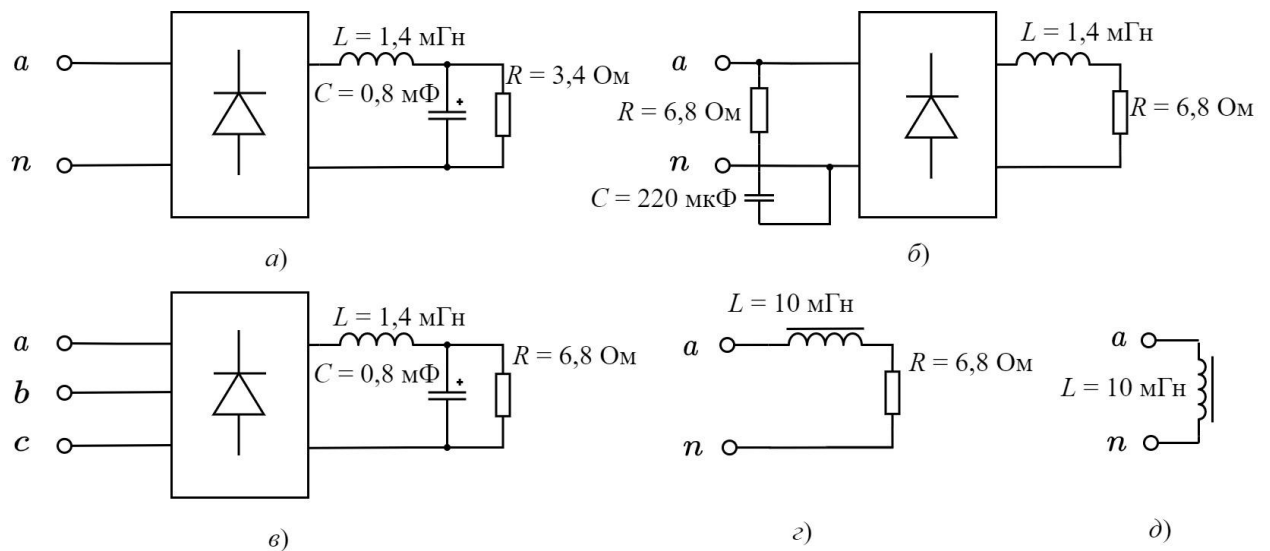 a
n
L = 1,4 мГн
C = 0,8 мФ
R = 3,4 Ом
а)
a
R = 6,8 Ом
n
C = 220 мкФ
L = 1,4 мГн
R = 6,8 Ом
б)
a
b
c
L = 1,4 мГн
C = 0,8 мФ
R = 6,8 Ом
в)
L = 10 мГн
a
R = 6,8 Ом
n
г)
a
L = 10 мГн
n
д)